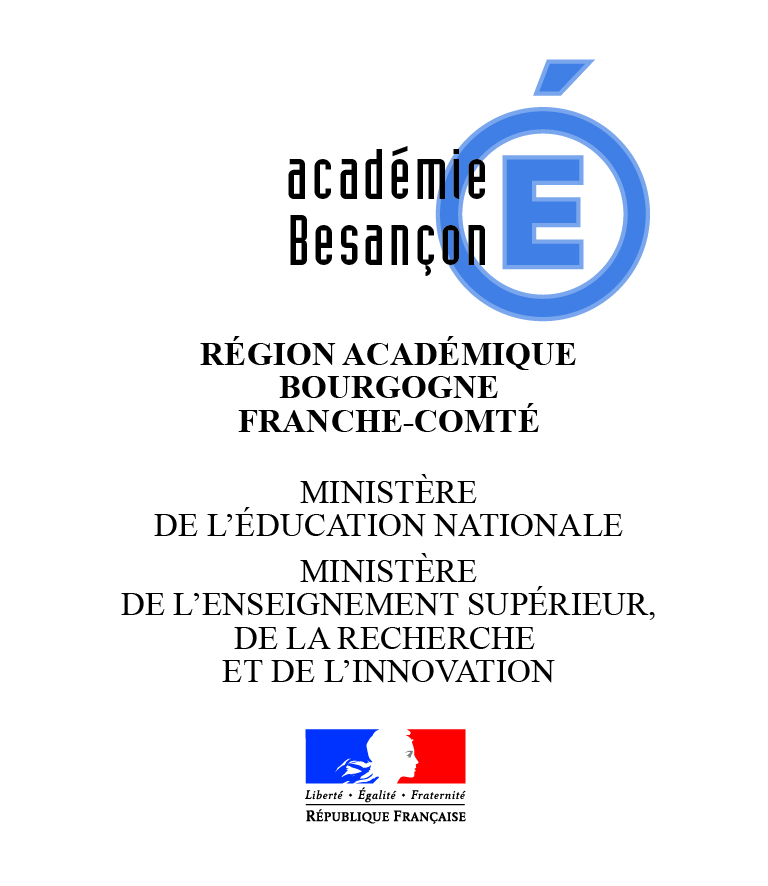 académie
Besançon
É
RÉGION ACADÉMIQUE
BOURGOGNE
FRANCHE-COMTÉ
MINISTÈRE
DE L’ÉDUCATION NATIONALE
MINISTÈRE
DE L’ENSEIGNEMENT SUPÉRIEUR,
DE LA RECHERCHE
ET DE L’INNOVATION
Liberté • Égalité • Fraternité
RÉPUBLIQUE FRANÇAISE